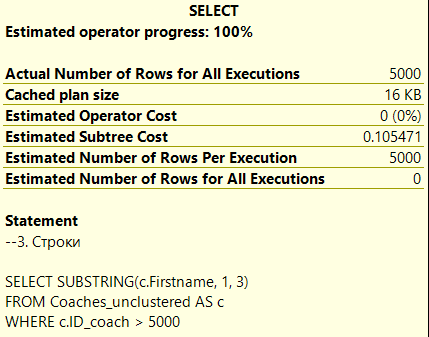 SELECT
Estimated operator progress: 100%
Actual Number of Rows for All Executions 5000
Cached plan size 16 KB
Estimated Operator Cost 0 (0%)
Estimated Subtree Cost 0.105471
Estimated Number of Rows Per Execution 5000
Estimated Number of Rows for All Executions 0
Statement
--3. Строки
SELECT SUBSTRING(c.Firstname, 1, 3)
FROM Coaches_unclustered AS c
WHERE c.ID_coach > 5000